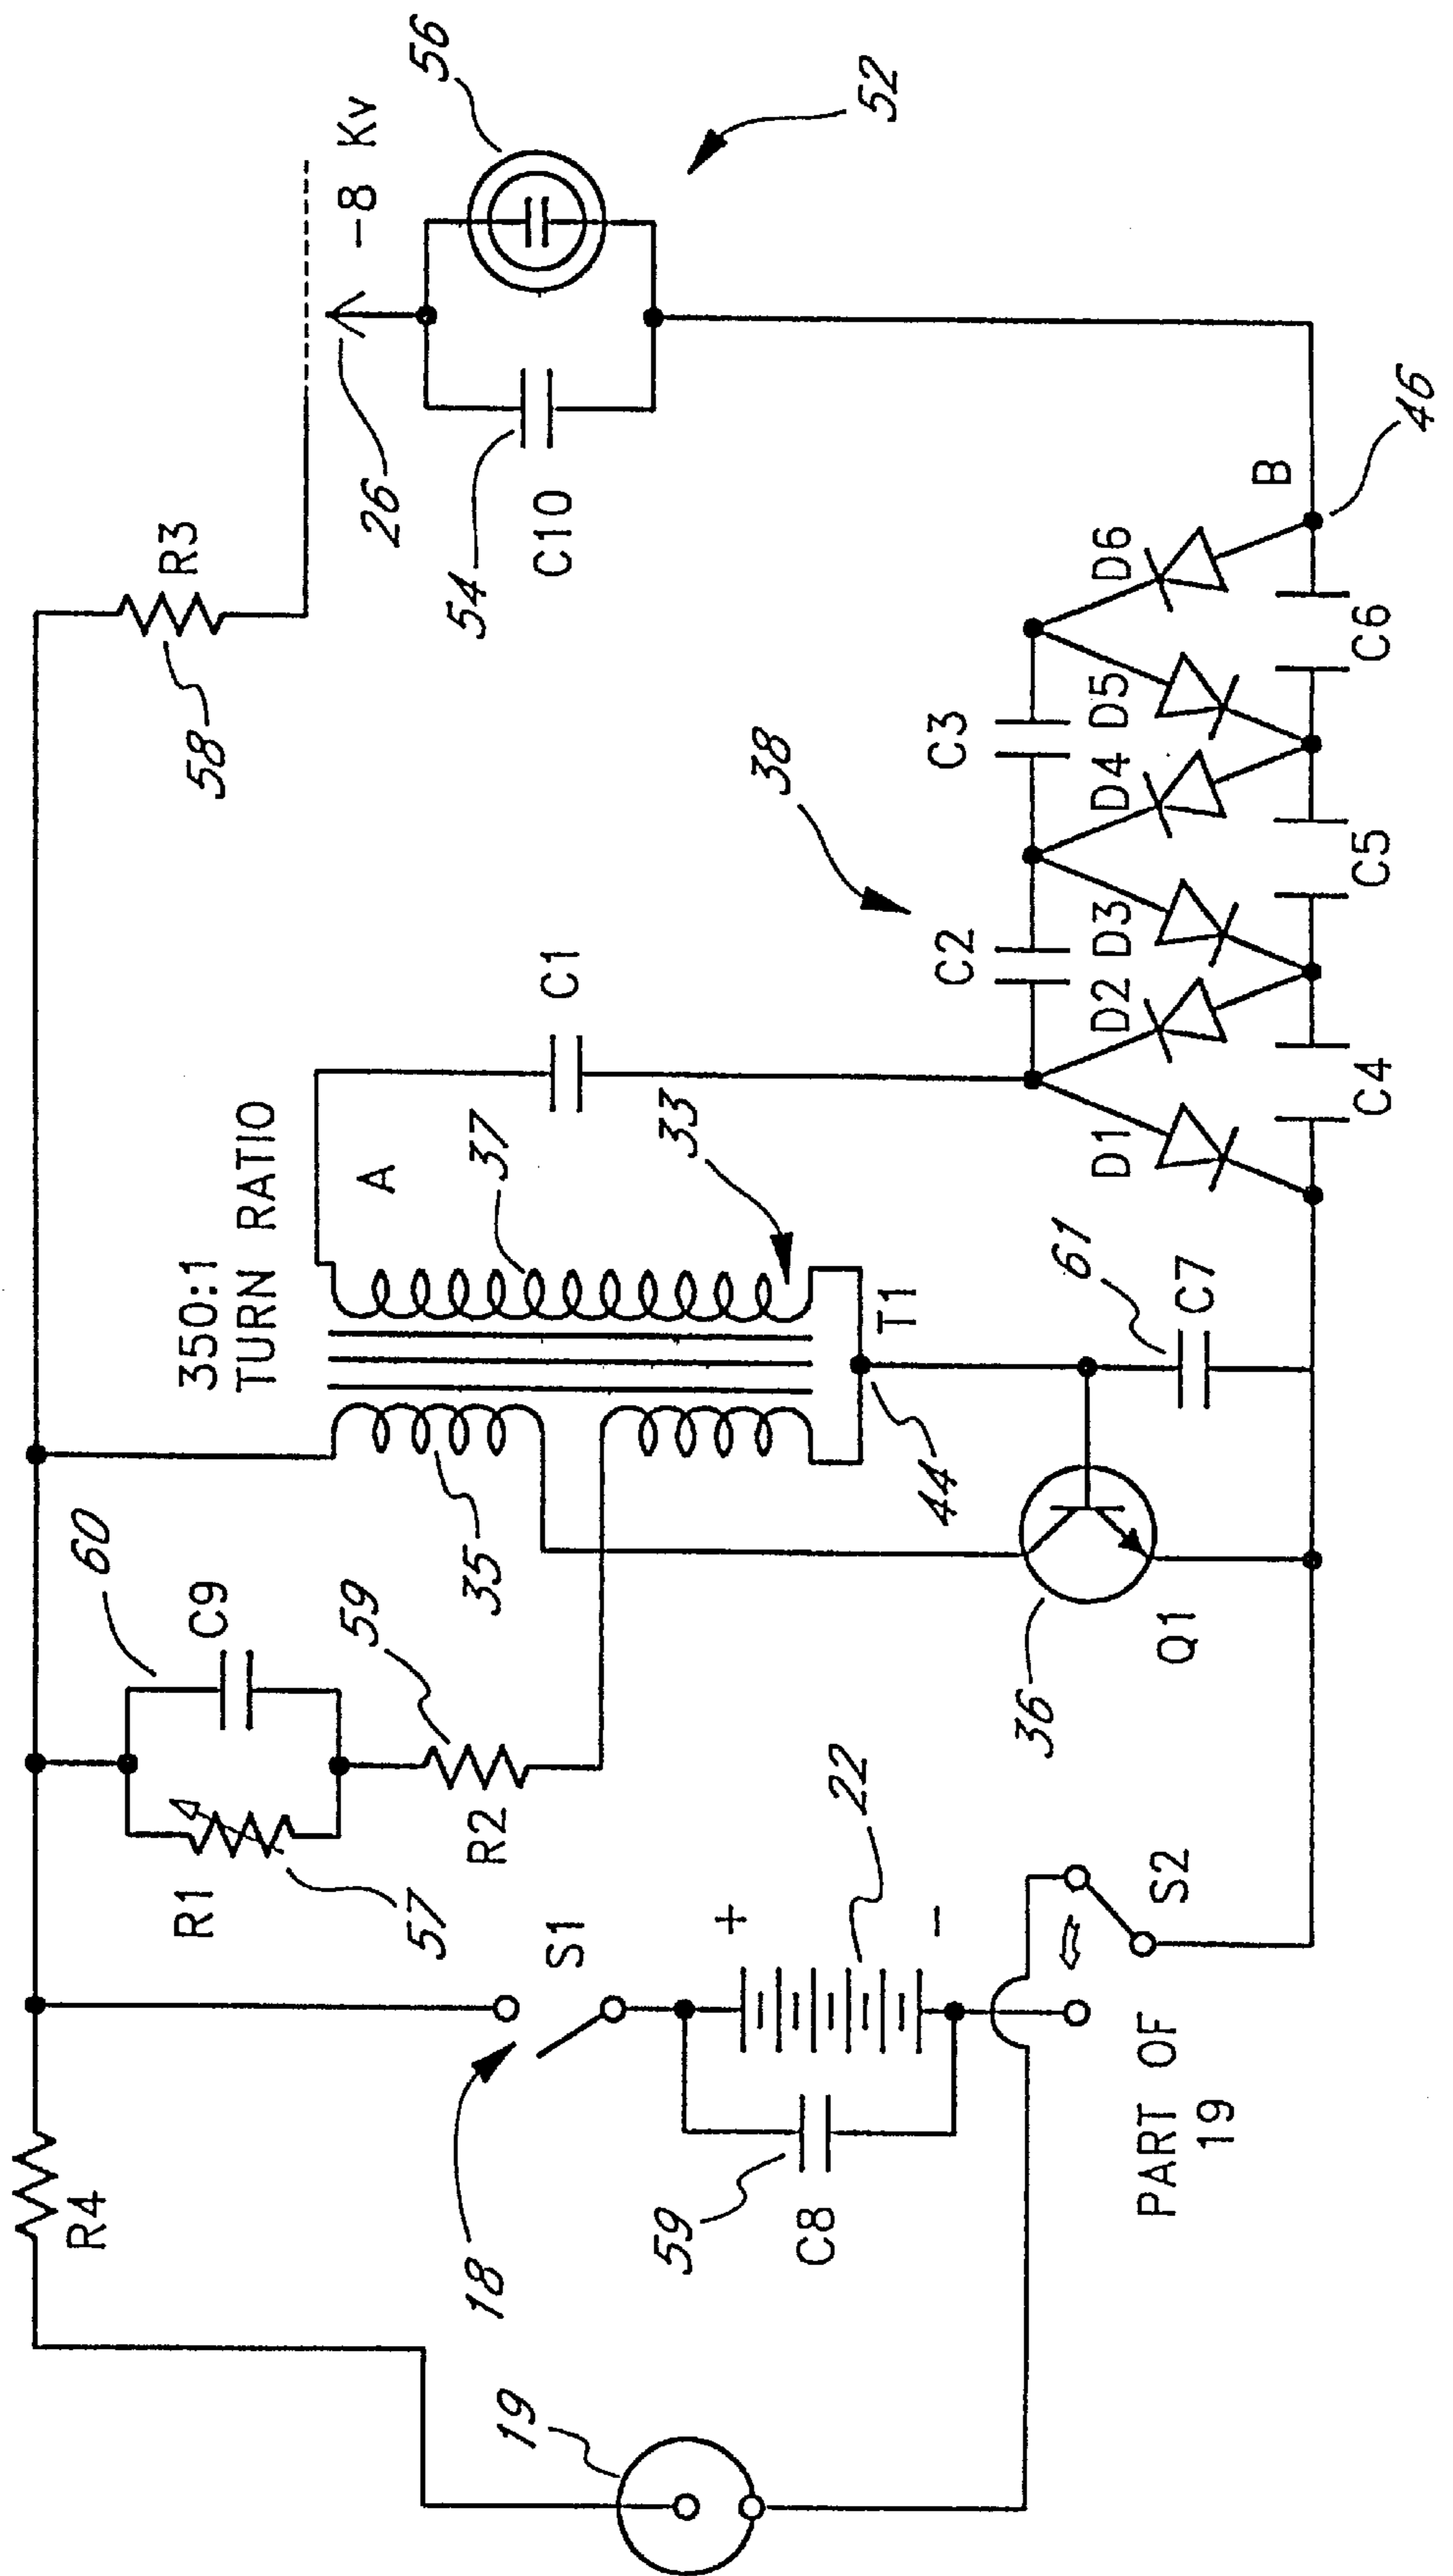 R4
R1
57
R2
59
C9
60
350:1
TURN RATIO
35
A
37
33
T1
44
C1
R3
58
26
-8 Kv
56
C10
54
52
19
18
S1
+
-
22
59
C8
S2
PART OF
19
36
Q1
61
C7
38
C2
C3
D1
D2
D3
D4
D5
D6
C4
C5
C6
B
46